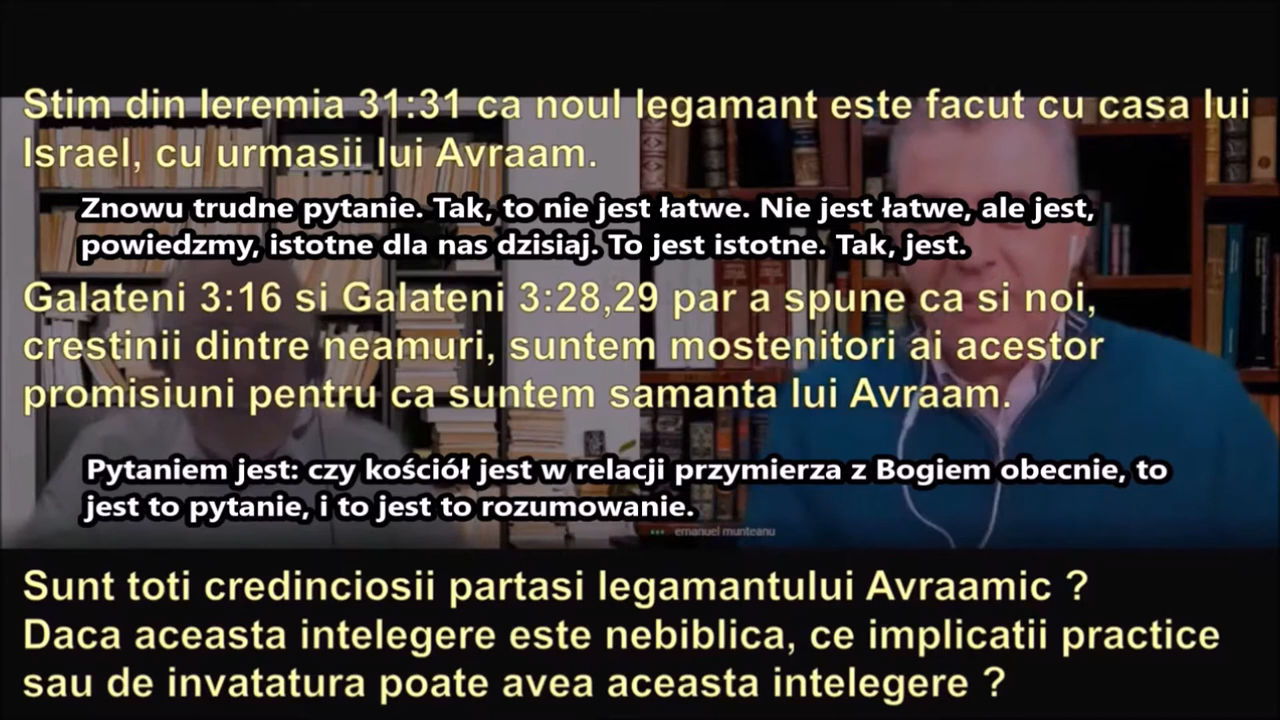 Stim din Ieremia 31:31 ca noul legamant este facut cu casa lui
Israel, cu urmasii lui Avraam.
Znowu trudne pytanie. Tak, to nie jest łatwe. Nie jest łatwe, ale jest,
powiedzmy, istotne dla nas dzisiaj. To jest istotne. Tak, jest.
Galateni 3:16 si Galateni 3:28,29 par a spune ca si noi,
crestinii dintre neamuri, suntem mostenitori ai acestor
promisiuni pentru ca suntem samanta lui Avraam.
Pytaniem jest: czy kościół jest w relacji przymierza z Bogiem obecnie, to
jest to pytanie, i to jest to rozumowanie.
emanuel munteanu
Sunt toti credinciosii partasi legamantului Avraamic ?
Daca aceasta intelegere este nebiblica, ce implicatii practice
sau de invatatura poate avea aceasta intelegere ?